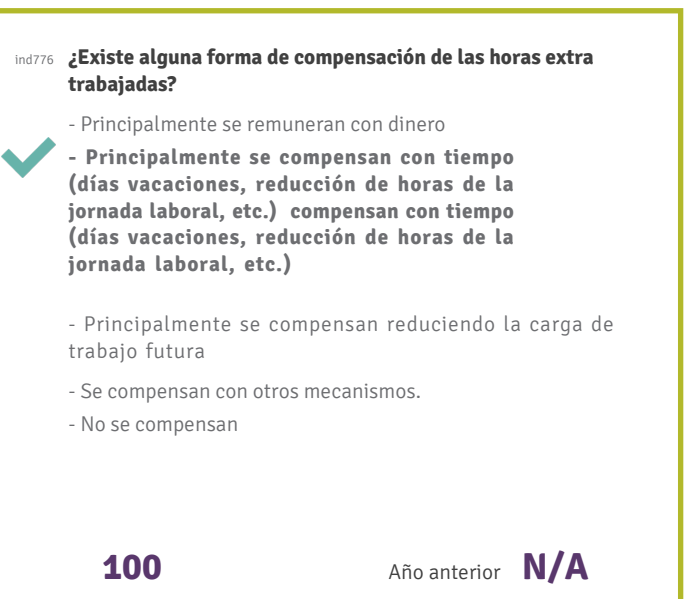 ind776 ¿Existe alguna forma de compensación de las horas extra
trabajadas?
- Principalmente se remuneran con dinero
- Principalmente se compensan con tiempo
(días vacaciones, reducción de horas de la
jornada laboral, etc.) compensan con tiempo
(días vacaciones, reducción de horas de la
jornada laboral, etc.)
- Principalmente se compensan reduciendo la carga de
trabajo futura
- Se compensan con otros mecanismos.
- No se compensan
100 Año anterior N/A